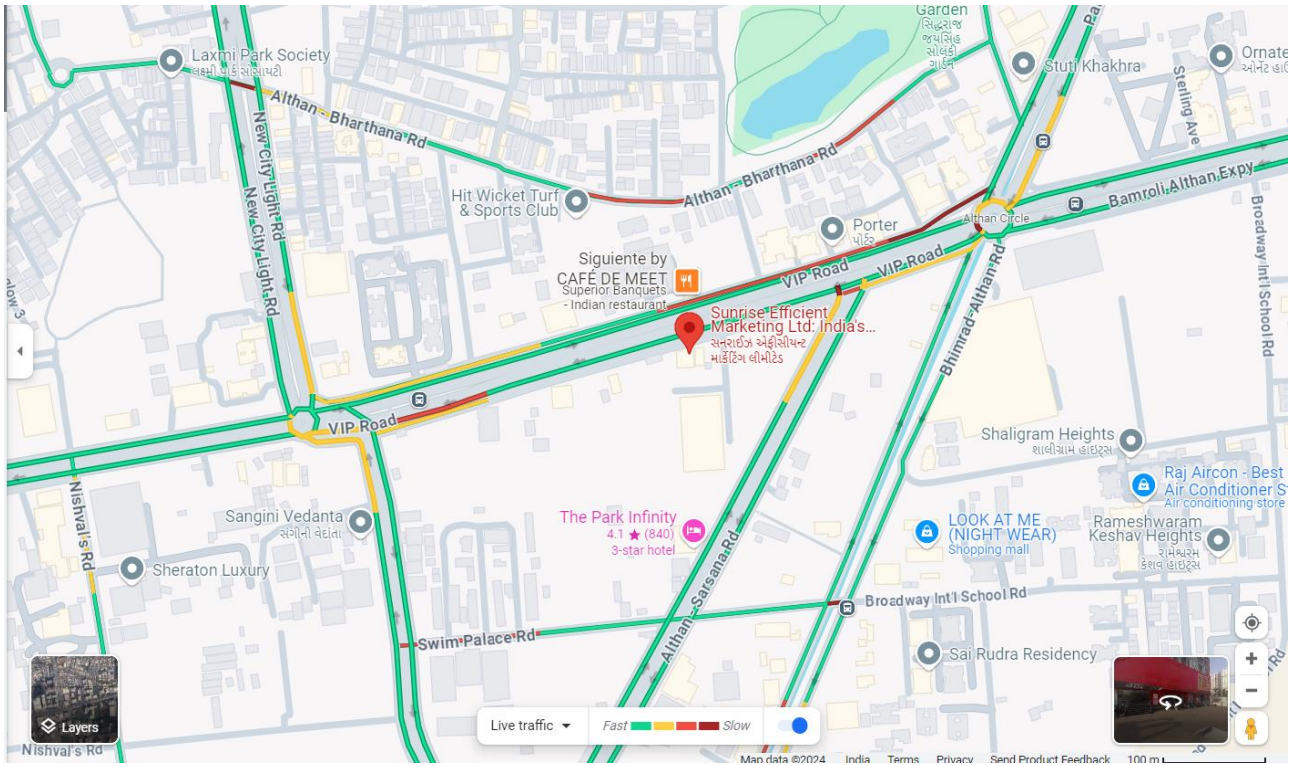 Garden
સિદ્ધરાજ
જયસિંહ
સોલંકી
ગાર્ડન
Laxmi Park Society
લક્ષ્મી પાર્ક સોસાયટી
Stuti Khakhra
Ornate
Sterling Ave
Althan - Bharthana Rd
New City Light Rd
New City Light Rd
Hit Wicket Turf
& Sports Club
Althan - Bharthana Rd
Bamroli Althan Expy
Althan Circle
Porter
પોર્ટર
Broadway Int'l School Rd
Siguiente by
CAFÉ DE MEET
Superior Banquets
- Indian restaurant
VIP Road
VIP Road
Sunrise Efficient
Marketing Ltd: India's...
સનરાઈઝ એફીસીયન્ટ
માર્કેટિંગ લીમીટેડ
Bhimrad-Althan Rd
VIP Road
Shaligram Heights
શાલીગ્રામ હાઇટ્સ
Raj Aircon - Best
Air Conditioner S
Air conditioning store
Nishval's Rd
Sangini Vedanta
સંગીની વેદાંતા
The Park Infinity
4.1 ★ (840)
3-star hotel
LOOK AT ME
(NIGHT WEAR)
Shopping mall
Rameshwaram
Keshav Heights
રામેશ્વરમ
કેશવ હાઇટ્સ
Sheraton Luxury
Althan - Sarsana Rd
Broadway Int'l School Rd
Swim Palace Rd
Sai Rudra Residency
Layers
Live traffic
Fast
Slow
Nishval's Rd
Map data ©2024
India
Terms
Privacy
Send Product Feedback
100 m